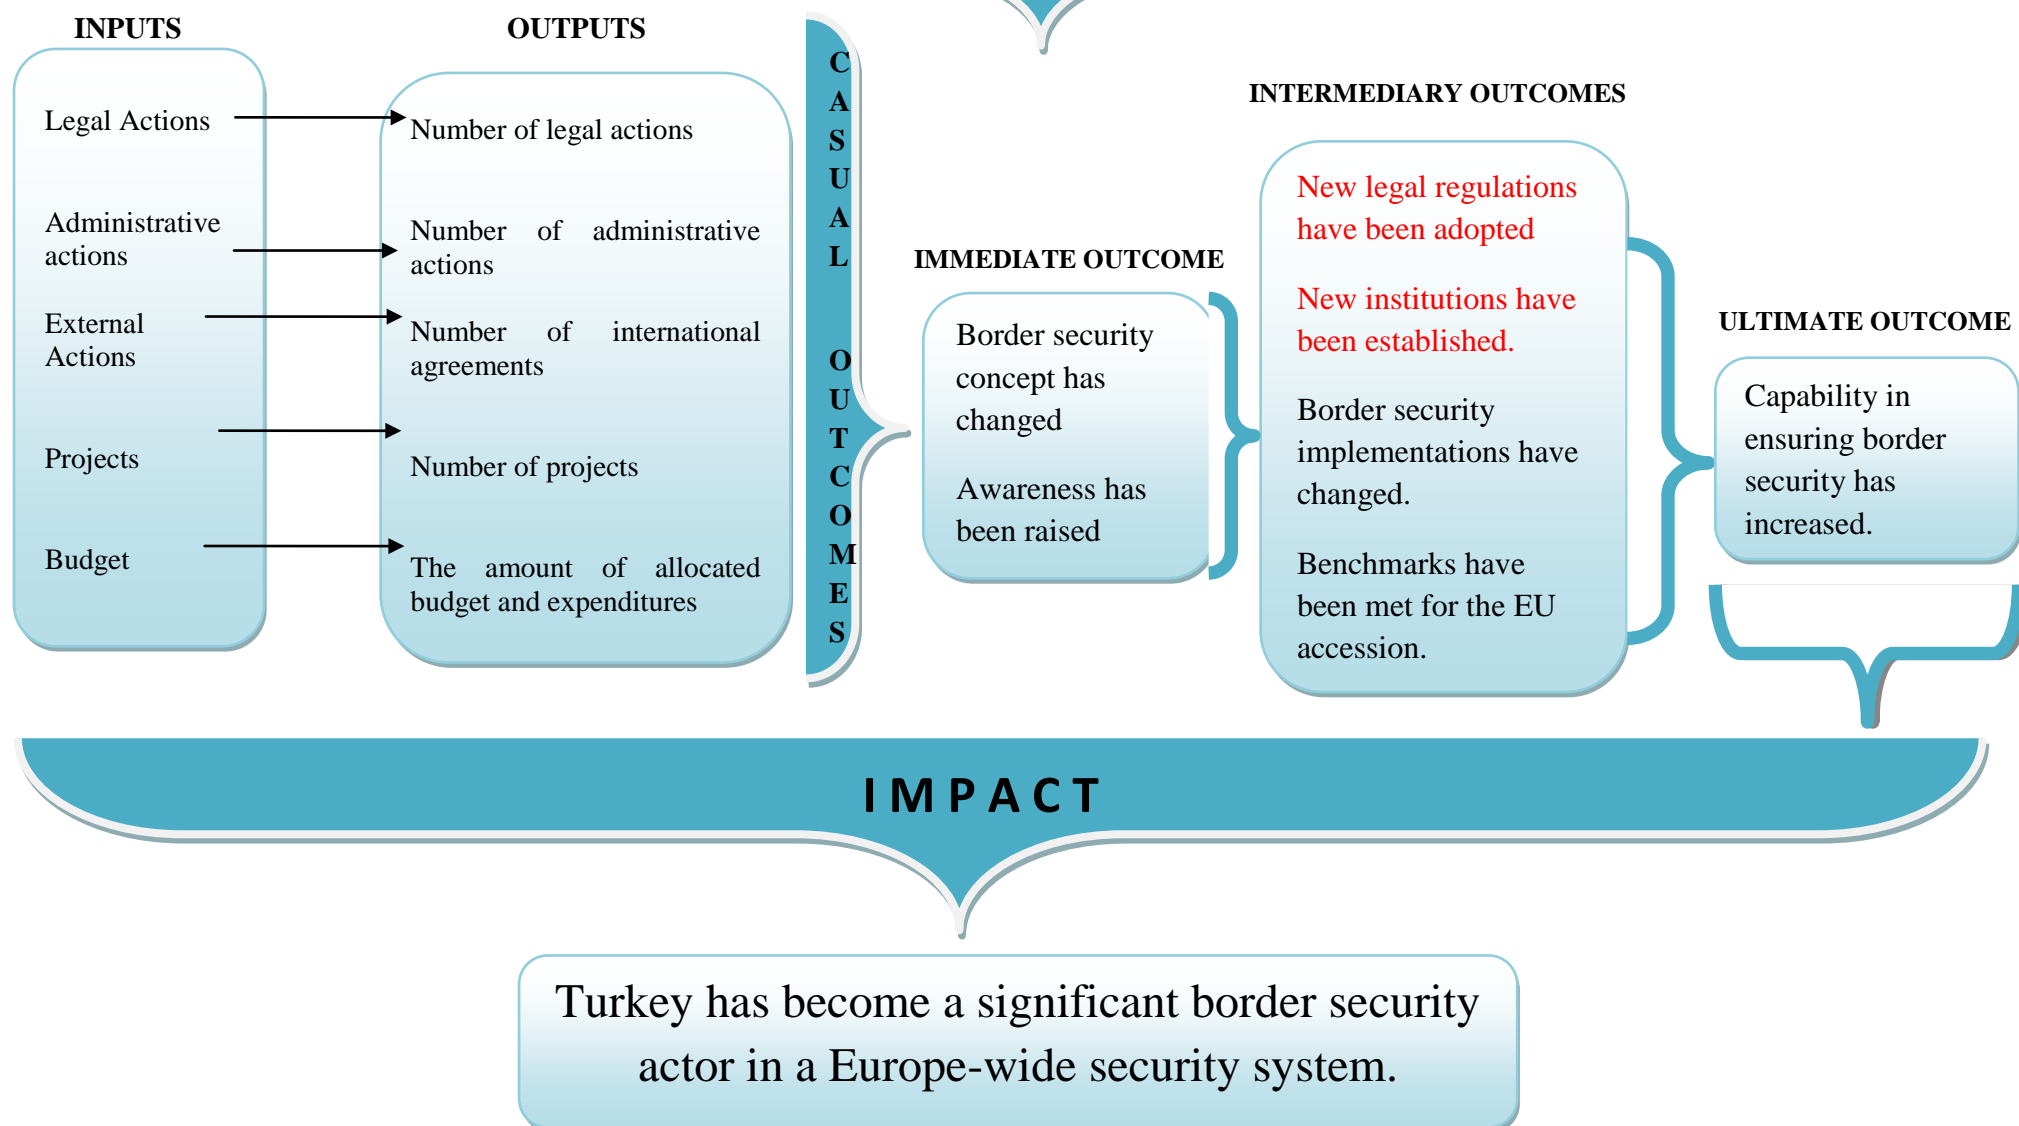 INPUTS
Legal Actions
Administrative
actions
External
Actions
Projects
Budget
OUTPUTS
Number of legal actions
Number of administrative
actions
Number of international
agreements
Number of projects
The amount of allocated
budget and expenditures
CASUAL OUTCOMES
IMMEDIATE OUTCOME
Border security
concept has
changed
Awareness has
been raised
INTERMEDIARY OUTCOMES
New legal regulations
have been adopted
New institutions have
been established.
Border security
implementations have
changed.
Benchmarks have
been met for the EU
accession.
ULTIMATE OUTCOME
Capability in
ensuring border
security has
increased.
IMPACT
Turkey has become a significant border security
actor in a Europe-wide security system.